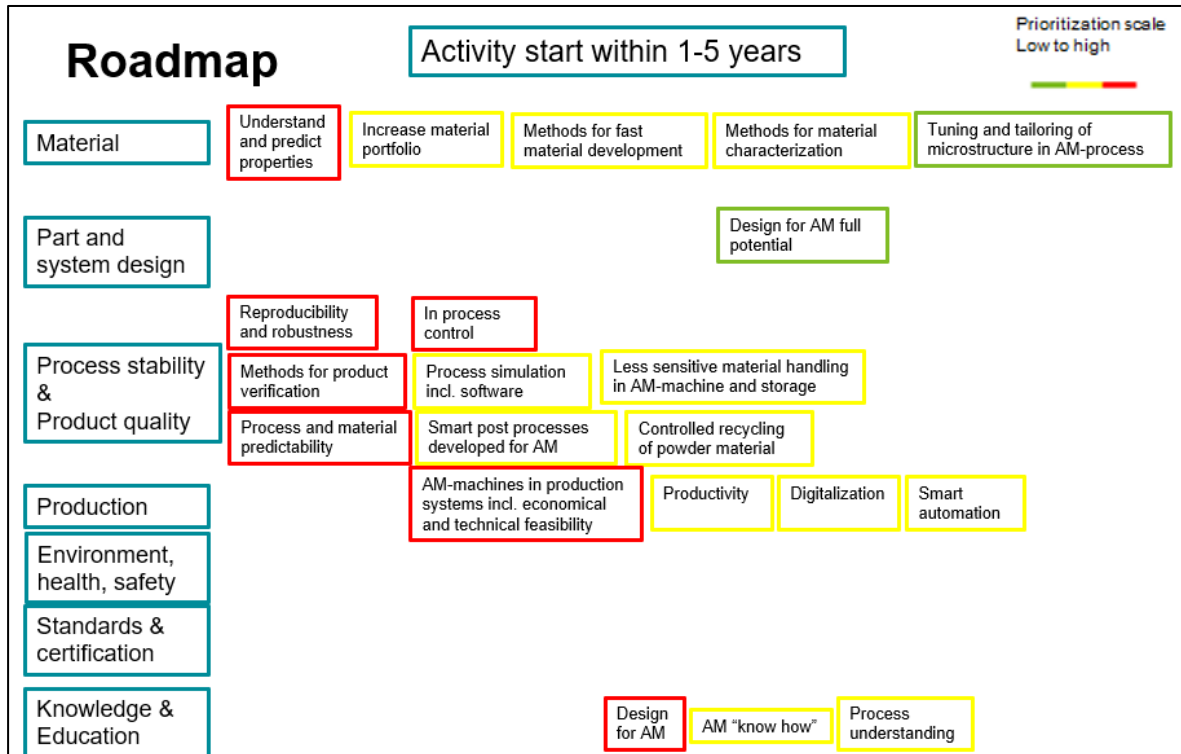 Roadmap
Activity start within 1-5 years
Prioritization scale
Low to high
Material
Understand
and predict
properties
Increase material
portfolio
Methods for fast
material development
Methods for material
characterization
Tuning and tailoring of
microstructure in AM-process
Part and
system design
Design for AM full
potential
Process stability
&
Product quality
Reproducibility
and robustness
In process
control
Methods for product
verification
Process simulation
incl. software
Less sensitive material handling
in AM-machine and storage
Process and material
predictability
Smart post processes
developed for AM
Controlled recycling
of powder material
Production
AM-machines in production
systems incl. economical
and technical feasibility
Productivity
Digitalization
Smart
automation
Environment,
health, safety
Standards &
certification
Knowledge &
Education
Design
for AM
AM “know how”
Process
understanding